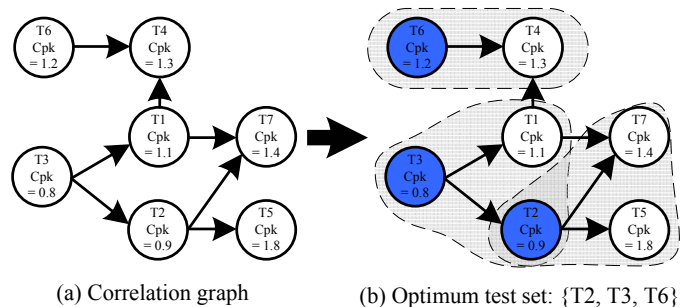 T6
Cpk
= 1.2
T4
Cpk
= 1.3
T1
Cpk
= 1.1
T7
Cpk
= 1.4
T3
Cpk
= 0.8
T2
Cpk
= 0.9
T5
Cpk
= 1.8
(a) Correlation graph
T6
Cpk
= 1.2
T4
Cpk
= 1.3
T1
Cpk
= 1.1
T7
Cpk
= 1.4
T3
Cpk
= 0.8
T2
Cpk
= 0.9
T5
Cpk
= 1.8
(b) Optimum test set: {T2, T3, T6}